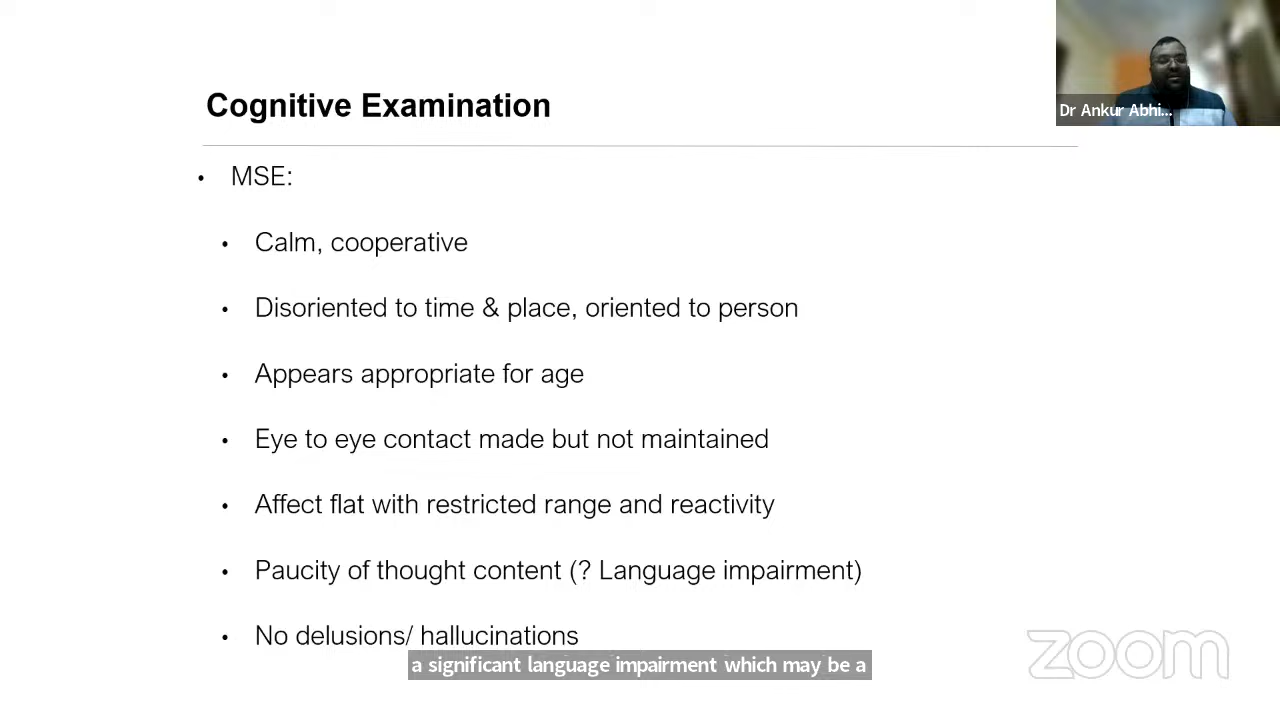 Dr Ankur Abhi...
Cognitive Examination
• MSE:
• Calm, cooperative
• Disoriented to time & place, oriented to person
• Appears appropriate for age
• Eye to eye contact made but not maintained
• Affect flat with restricted range and reactivity
• Paucity of thought content (? Language impairment)
• No delusions/ hallucinations
a significant language impairment which may be a
zoom